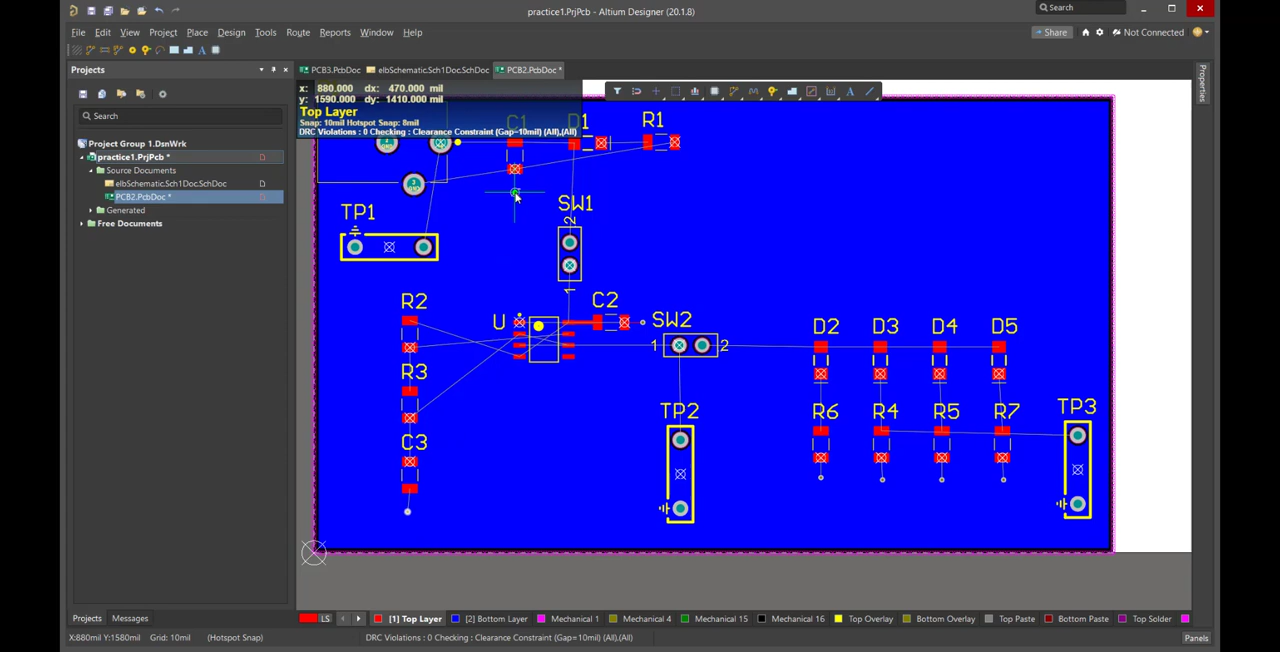 practice1.PrjPcb - Altium Designer (20.1.8)
Search
File Edit View Project Place Design Tools Route Reports Window Help
Share
Not Connected
Projects
PCB3.PcbDoc
elbSchematic.Sch1Doc.SchDoc
PCB2.PcbDoc *
Properties
x: 880.000 dx: 470.000 mil
y: 1590.000 dy: 1410.000 mil
Top Layer
Snap: 10mil Hotspot Snap: 8mil
DRC Violations : 0 Checking : Clearance Constraint (Gap=10mil) (All),(All)
Search
Project Group 1.DsnWrk
practice1.PrjPcb *
Source Documents
elbSchematic.Sch1Doc.SchDoc
PCB2.PcbDoc *
Generated
Free Documents
C1
D1
R1
TP1
SW1
2
1
R2
U
C2
SW2
1
2
D2
D3
D4
D5
R3
TP2
R6
R4
R5
R7
TP3
C3
Projects
Messages
LS
[1] Top Layer
[2] Bottom Layer
Mechanical 1
Mechanical 4
Mechanical 15
Mechanical 16
Top Overlay
Bottom Overlay
Top Paste
Bottom Paste
Top Solder
X:880mil Y:1580mil Grid: 10mil (Hotspot Snap)
DRC Violations : 0 Checking : Clearance Constraint (Gap=10mil) (All),(All)
Panels